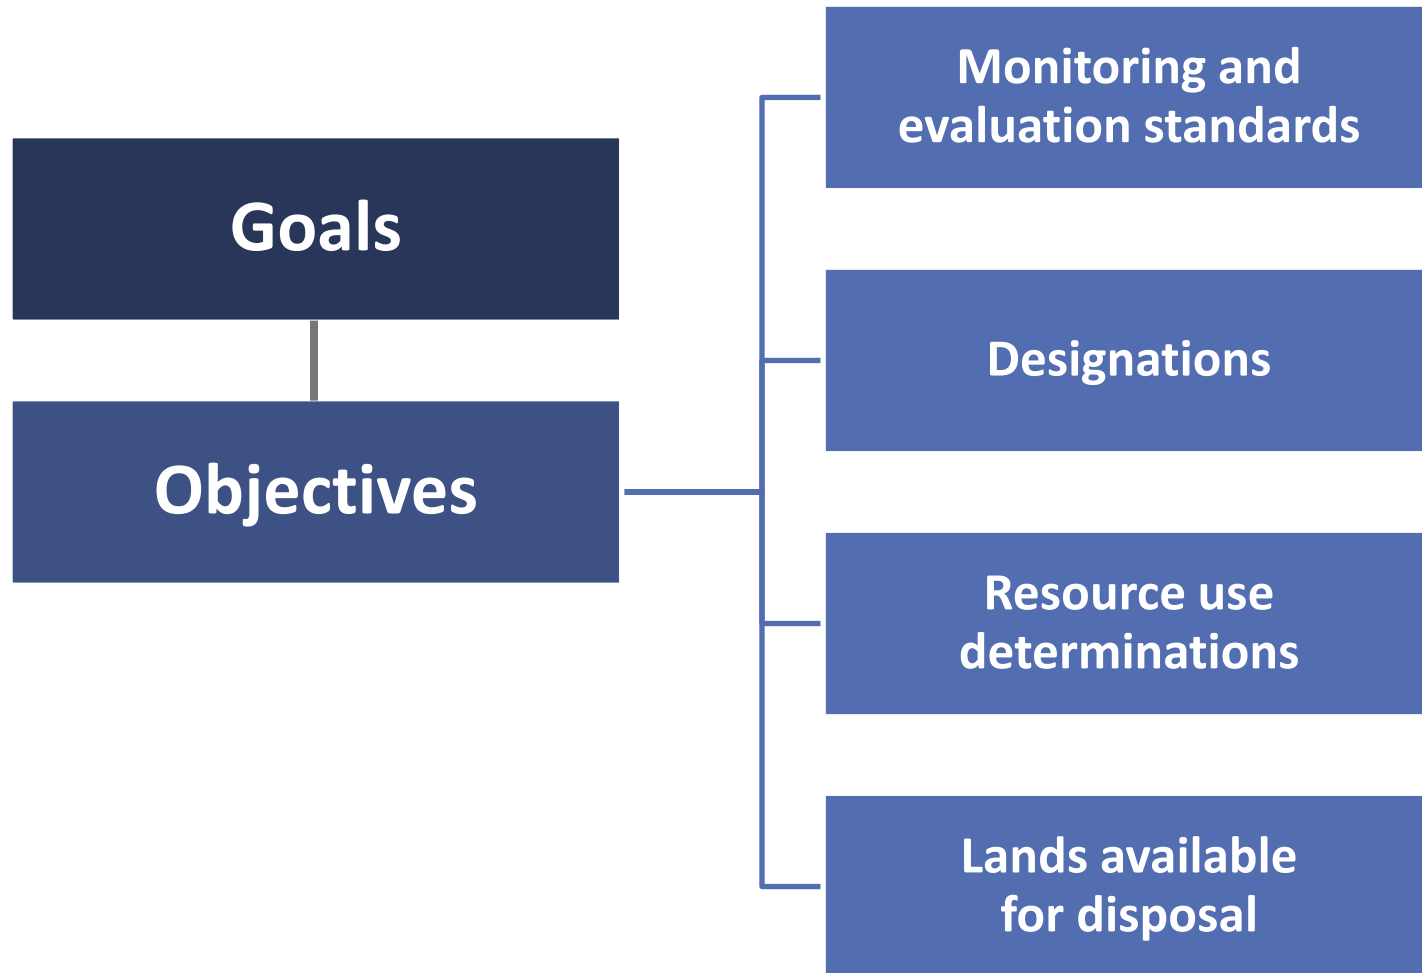 Goals
Objectives
Monitoring and
evaluation standards
Designations
Resource use
determinations
Lands available
for disposal